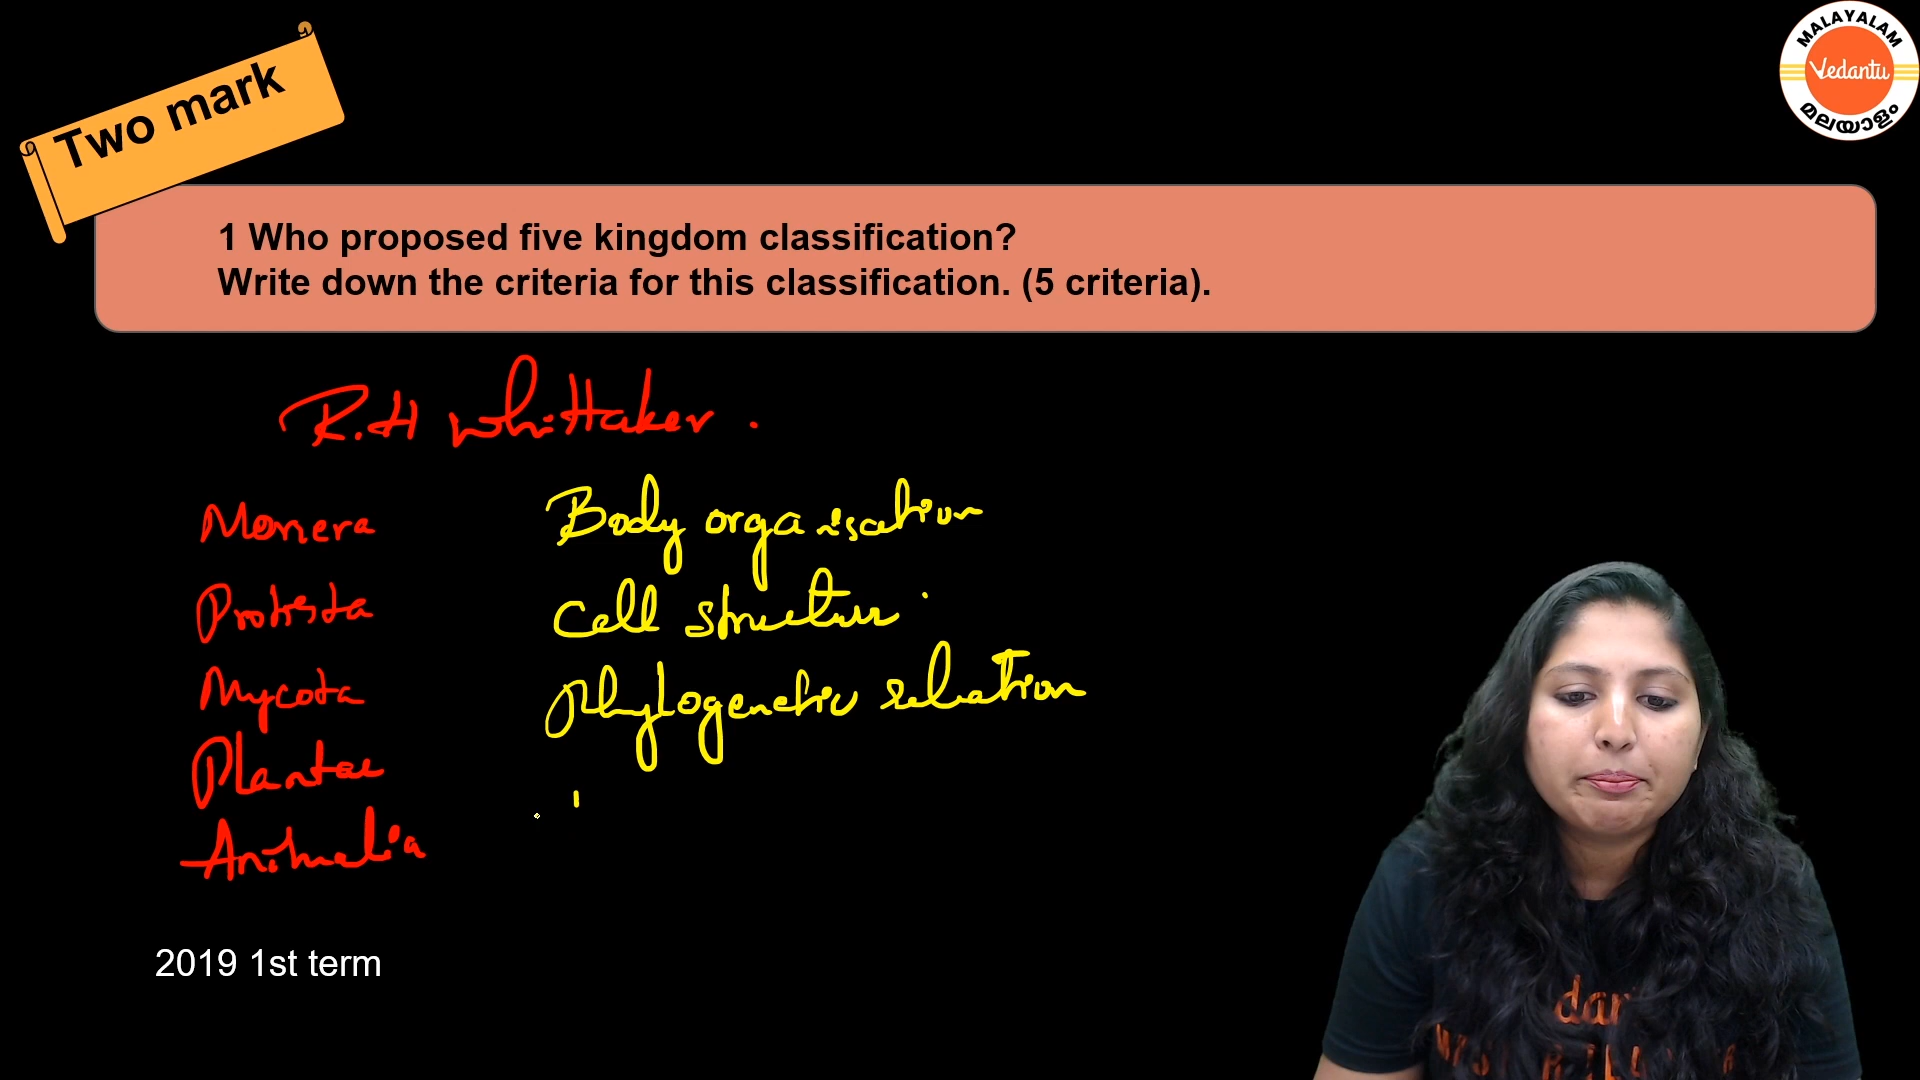 Two mark
MALAYALAM
Vedantu
മലയാളം
1 Who proposed five kingdom classification?
Write down the criteria for this classification. (5 criteria).
R.H Whittaker.
Monera
Body organisation
Protista
Cell structure
Mycota
Phylogenetic relation
Plantae
Animalia
2019 1st term